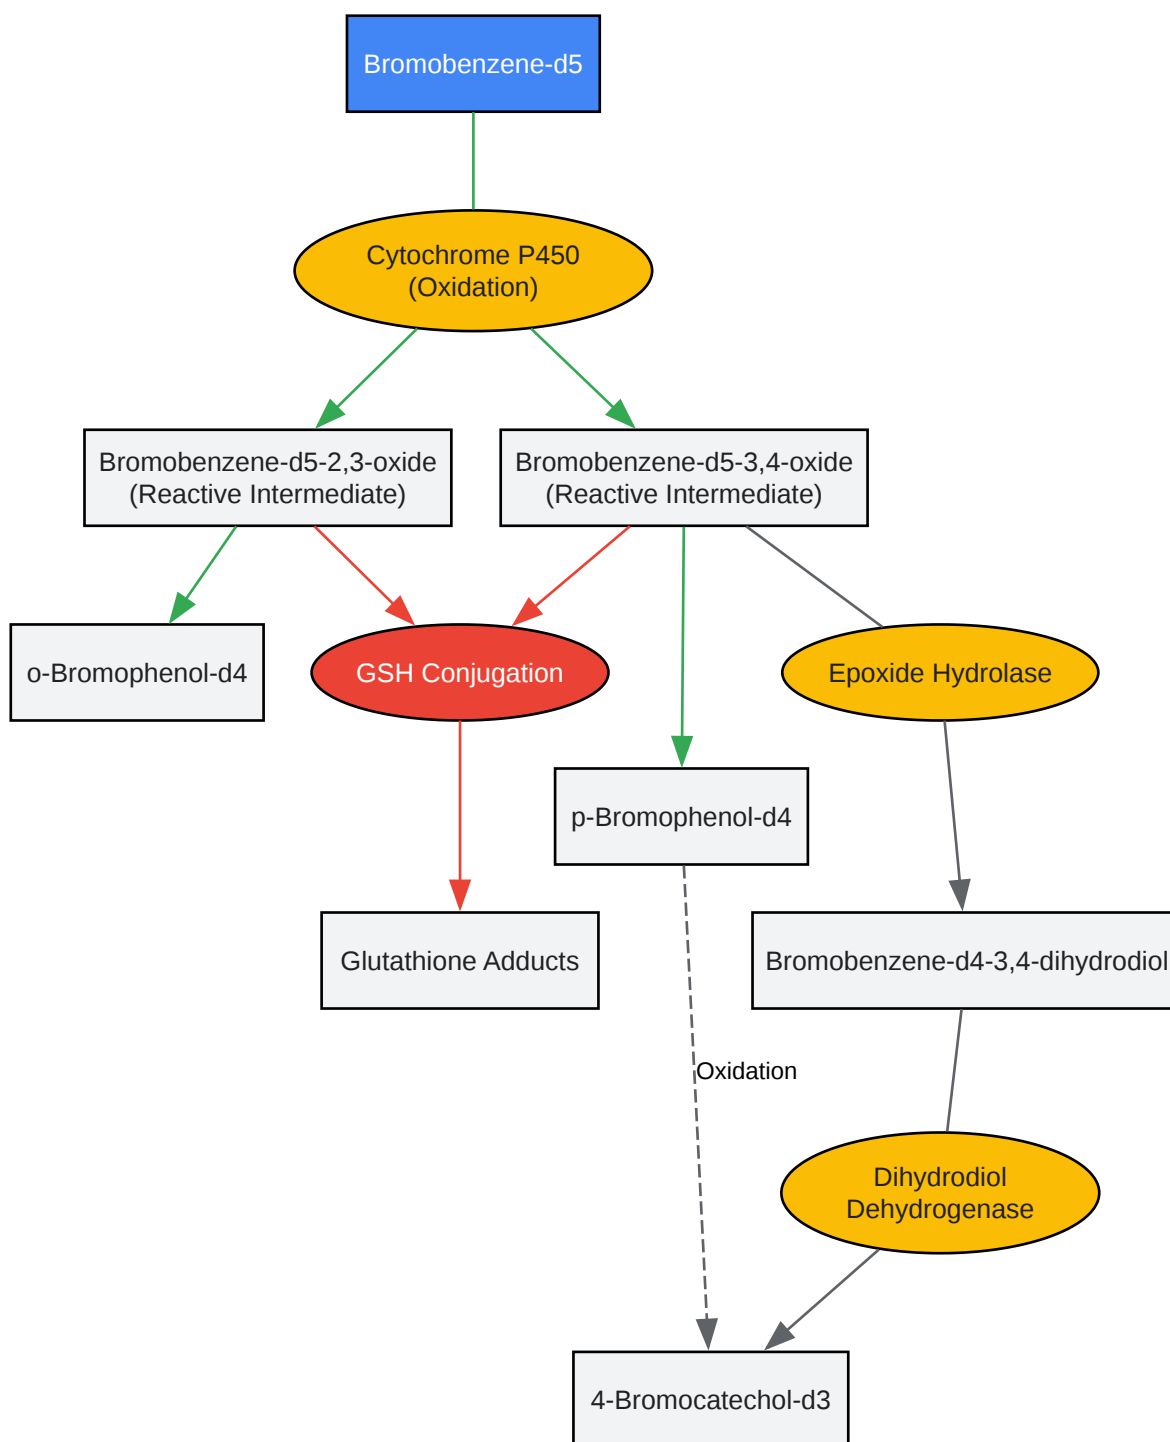 Bromobenzene-d5
Cytochrome P450
(Oxidation)
Bromobenzene-d5-2,3-oxide
(Reactive Intermediate)
Bromobenzene-d5-3,4-oxide
(Reactive Intermediate)
o-Bromophenol-d4
GSH Conjugation
Epoxide Hydrolase
p-Bromophenol-d4
Glutathione Adducts
Bromobenzene-d4-3,4-dihydrodiol
Oxidation
Dihydrodiol
Dehydrogenase
4-Bromocatechol-d3